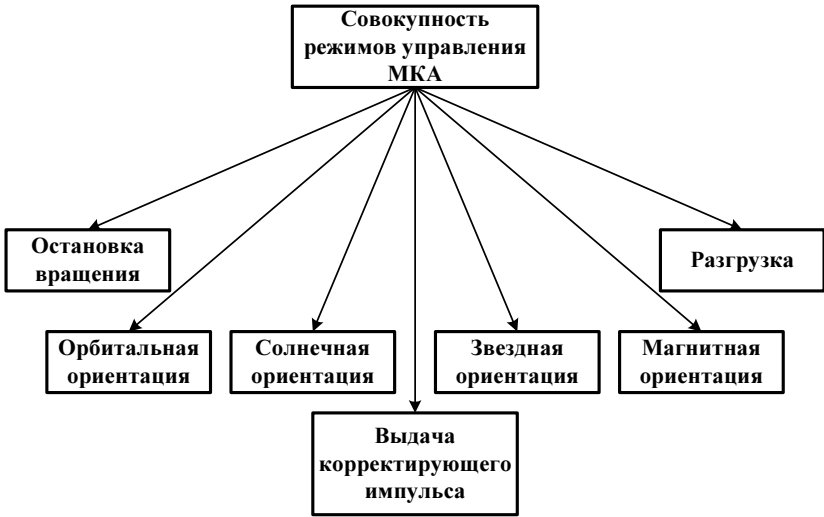 Совокупность
режимов управления
МКА
Остановка
вращения
Разгрузка
Орбитальная
ориентация
Солнечная
ориентация
Звездная
ориентация
Магнитная
ориентация
Выдача
корректирующего
импульса